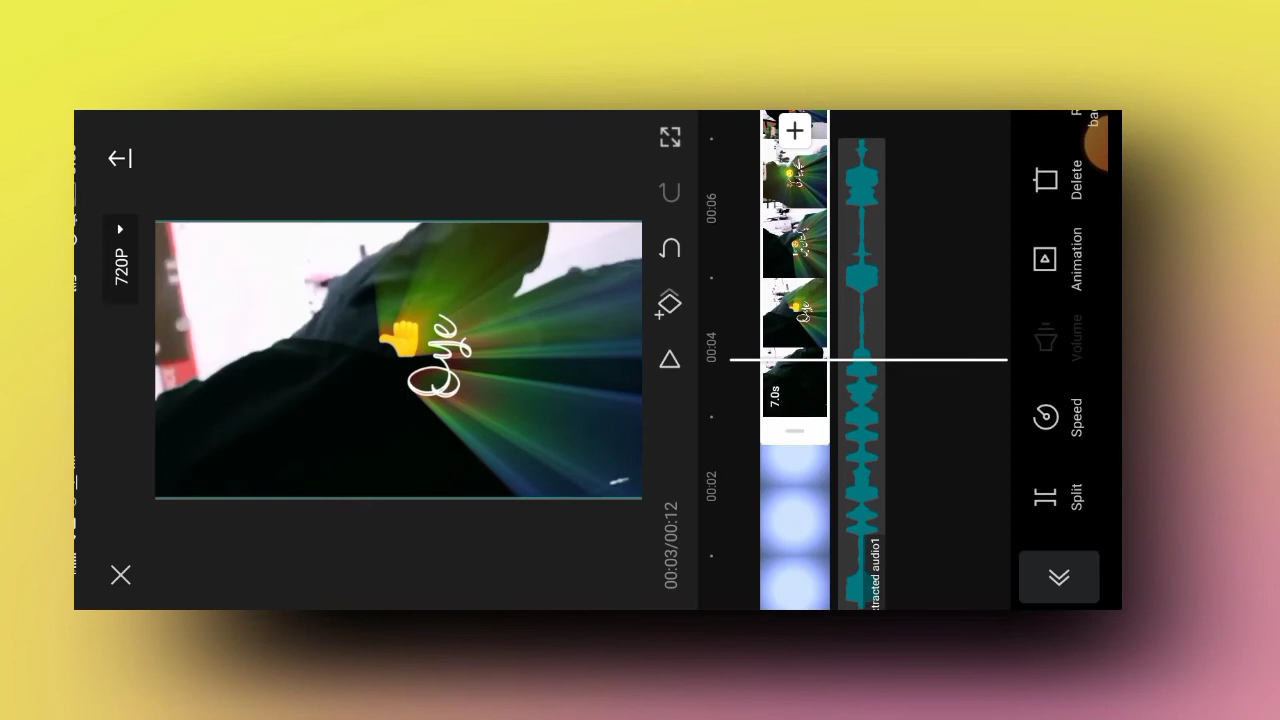 720P
Oye
00:03/00:12
00:02
00:04
00:06
7.0s
tracted audio1
Split
Speed
Volume
Animation
Delete